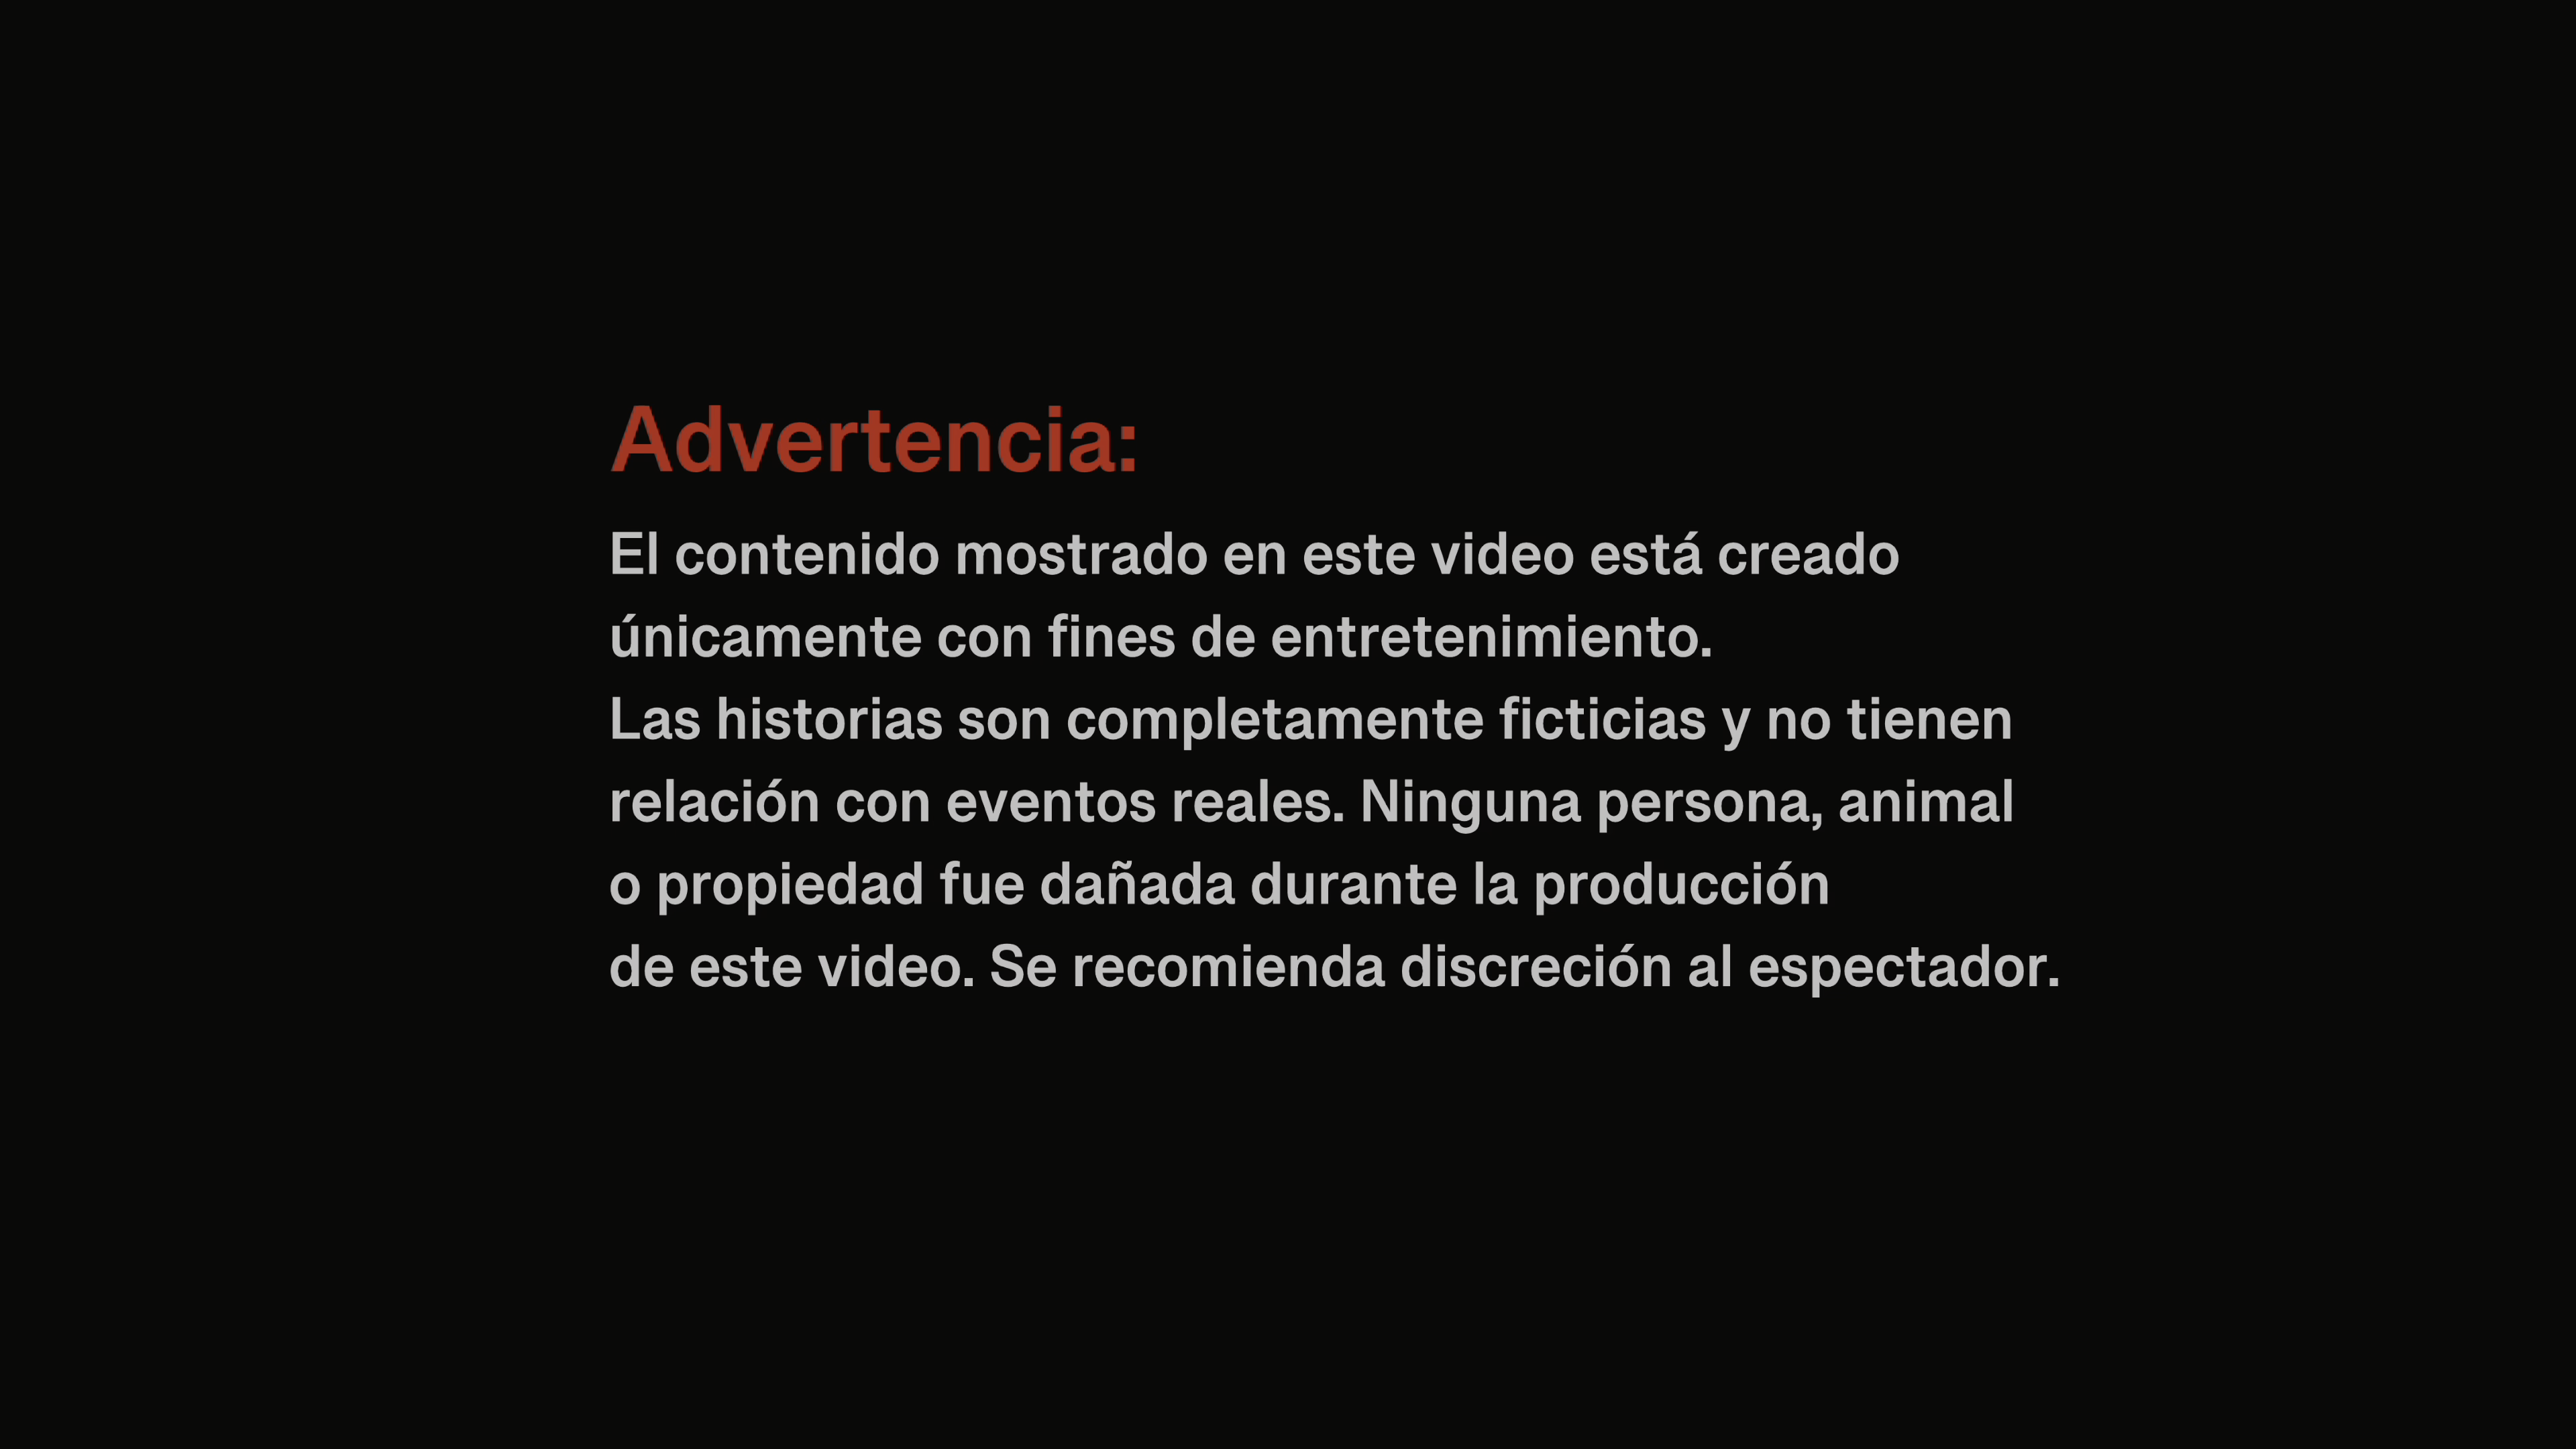 Advertencia:
El contenido mostrado en este video está creado
únicamente con fines de entretenimiento.
Las historias son completamente ficticias y no tienen
relación con eventos reales. Ninguna persona, animal
o propiedad fue dañada durante la producción
de este video. Se recomienda discreción al espectador.